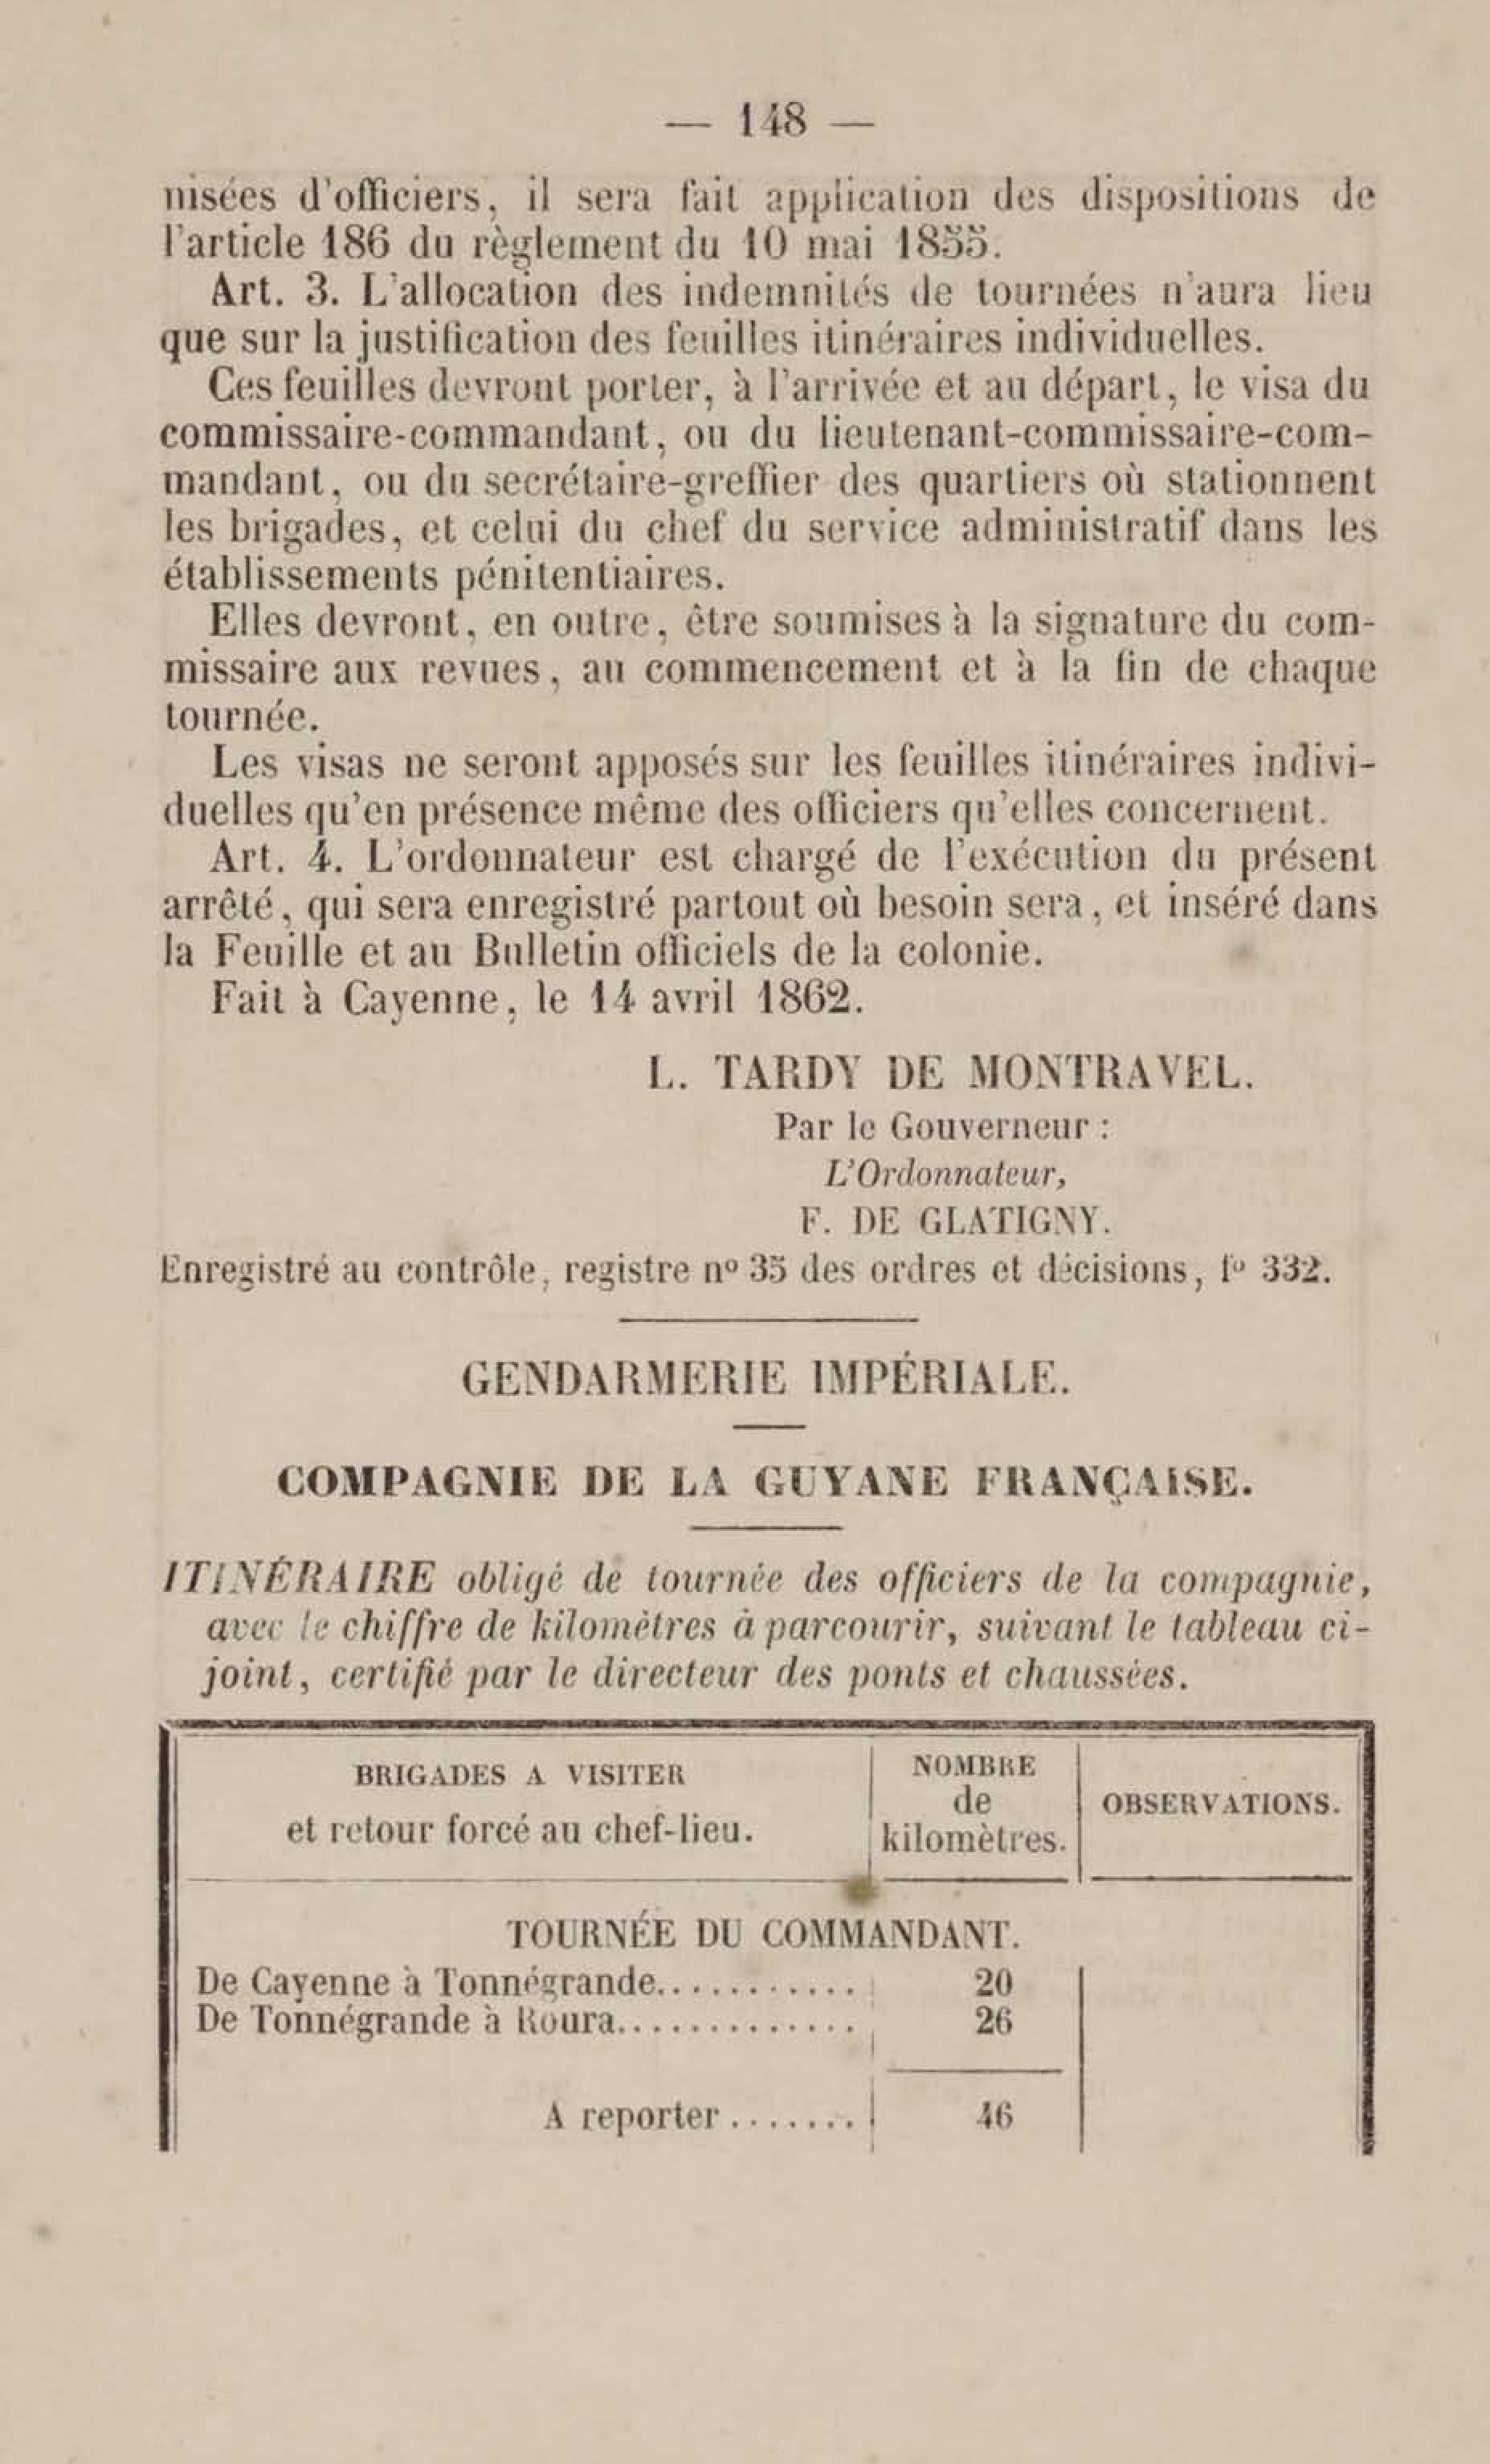 — 148 —
nisées d'officiers, il sera fait application des dispositions de
l'article 186 du règlement du 10 mai 1855.
Art. 3. L'allocation des indemnités de tournées n'aura lieu
que sur la justification des feuilles itinéraires individuelles.
Ces feuilles devront porter, à l'arrivée et au départ, le visa du
commissaire-commandant, ou du lieutenant-commissaire-com-
mandant, ou du secrétaire-greffier des quartiers où stationnent
les brigades, et celui du chef du service administratif dans les
établissements pénitentiaires.
Elles devront, en outre, être soumises à la signature du com-
missaire aux revues, au commencement et à la fin de chaque
tournée.
Les visas ne seront apposés sur les feuilles itinéraires indivi-
duelles qu'en présence même des officiers qu'elles concernent.
Art. 4. L'ordonnateur est chargé de l'exécution du présent
arrêté, qui sera enregistré partout où besoin sera, et inséré dans
la Feuille et au Bulletin officiels de la colonie.
Fait à Cayenne, le 14 avril 1862.
L. TARDY DE MONTRAVEL.
Par le Gouverneur :
L'Ordonnateur,
F. DE GLATIGNY.
Enregistré au contrôle, registre nº 35 des ordres et décisions, fº 332.
GENDARMERIE IMPÉRIALE.
COMPAGNIE DE LA GUYANE FRANÇAISE.
ITINÉRAIRE obligé de tournée des officiers de la compagnie,
avec le chiffre de kilomètres à parcourir, suivant le tableau ci-
joint, certifié par le directeur des ponts et chaussées.
BRIGADES A VISITER
et retour forcé au chef-lieu.
NOMBRE
de
kilomètres.
OBSERVATIONS.
TOURNÉE DU COMMANDANT.
De Cayenne à Tonnégrande........... 20
De Tonnégrande à Roura............. 26
A reporter....... 46